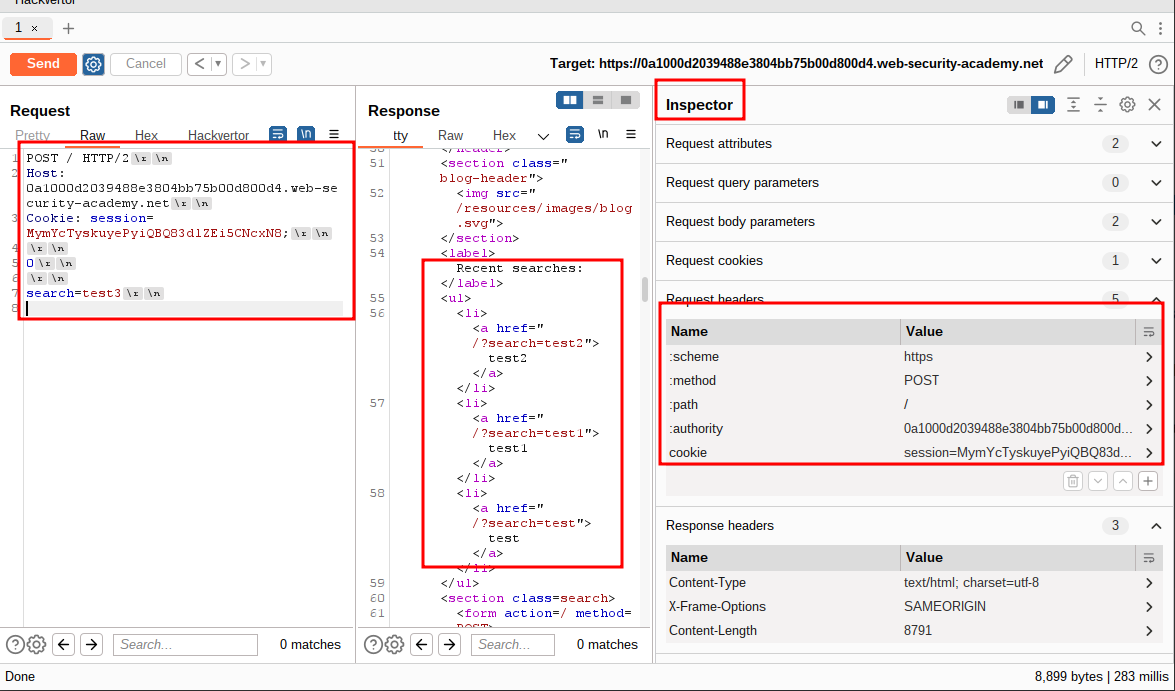 Hackvertor
1 ×
Send
Cancel
Target: https://0a1000d2039488e3804bb75b00d800d4.web-security-academy.net
HTTP/2
Request
Pretty Raw Hex Hackvertor \n
1 POST / HTTP/2 \r \n
2 Host:
0a1000d2039488e3804bb75b00d800d4.web-se
curity-academy.net \r \n
3 Cookie: session=
MymYcTyskuyePyiQBQ83d1ZEi5CNcxN8; \r \n
4 \r \n
5 0 \r \n
6 \r \n
7 search=test3 \r \n
8
Search...
0 matches
Response
tty Raw Hex \n
50 </header>
51 <section class="
blog-header">
52 <img src="
/resources/images/blog
.svg">
53 </section>
54 <label>
Recent searches:
</label>
55 <ul>
56 <li>
<a href="
/?search=test2">
test2
</a>
</li>
57 <li>
<a href="
/?search=test1">
test1
</a>
</li>
58 <li>
<a href="
/?search=test">
test
</a>
</li>
59 </ul>
60 <section class=search>
61 <form action=/ method=
POST>
Search...
0 matches
Inspector
Request attributes 2
Request query parameters 0
Request body parameters 2
Request cookies 1
Request headers 5
Name Value
:scheme https
:method POST
:path /
:authority 0a1000d2039488e3804bb75b00d800d...
cookie session=MymYcTyskuyePyiQBQ83d...
Response headers 3
Name Value
Content-Type text/html; charset=utf-8
X-Frame-Options SAMEORIGIN
Content-Length 8791
Done
8,899 bytes | 283 millis